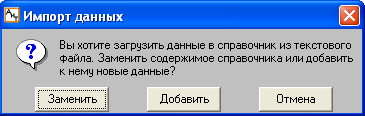 Импорт данных
Вы хотите загрузить данные в справочник из текстового
файла. Заменить содержимое справочника или добавить
к нему новые данные?
Заменить Добавить Отмена